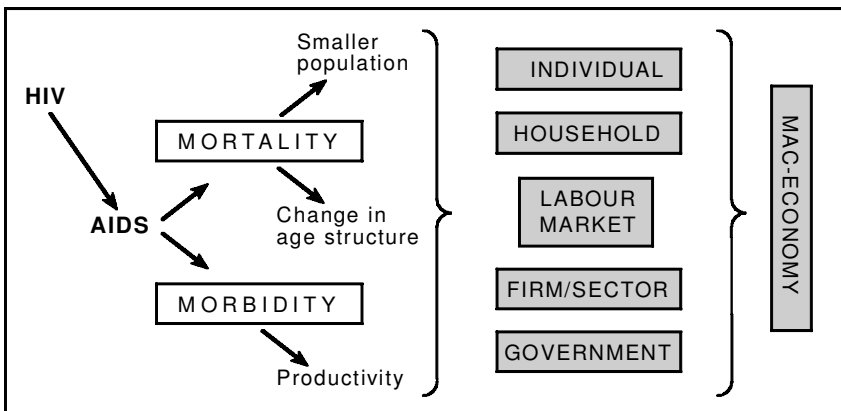 HIV
AIDS
MORTALITY
MORBIDITY
Smaller
population
Change in
age structure
Productivity
INDIVIDUAL
HOUSEHOLD
LABOUR
MARKET
FIRM/SECTOR
GOVERNMENT
MAC-ECONOMY